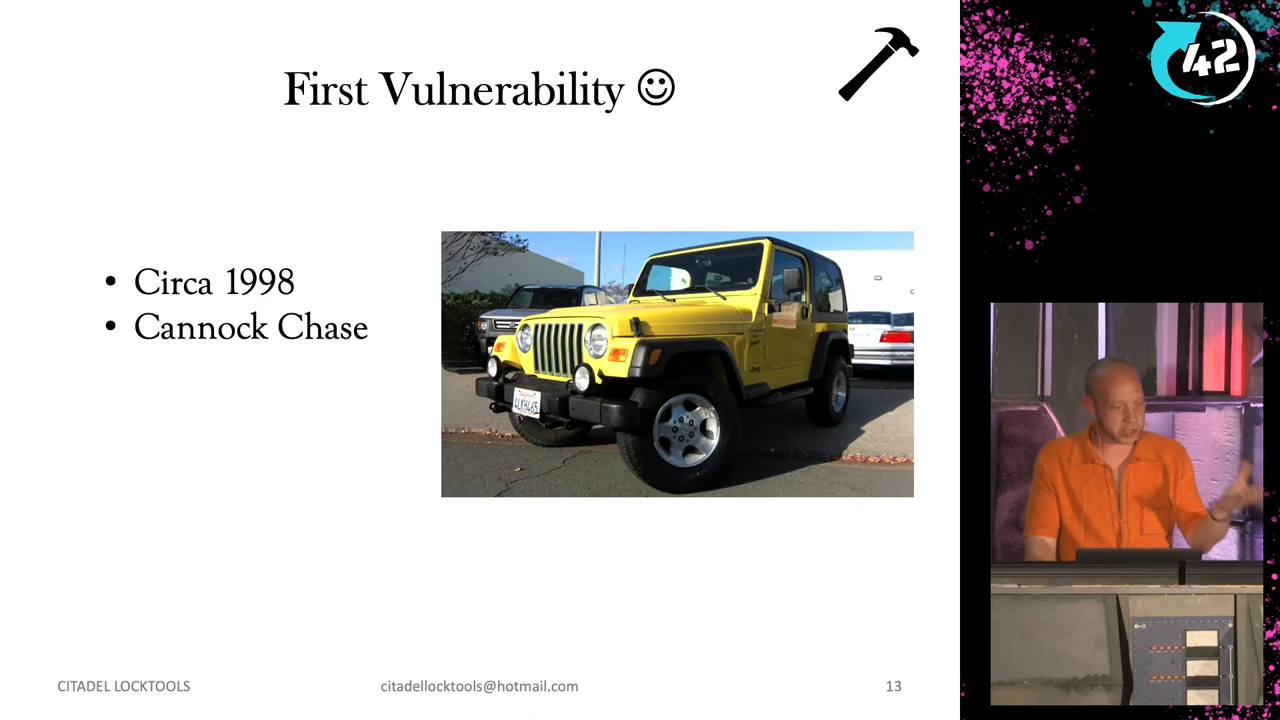 First Vulnerability ☺
• Circa 1998
• Cannock Chase
CITADEL LOCKTOOLS
citadellocktools@hotmail.com
13
42